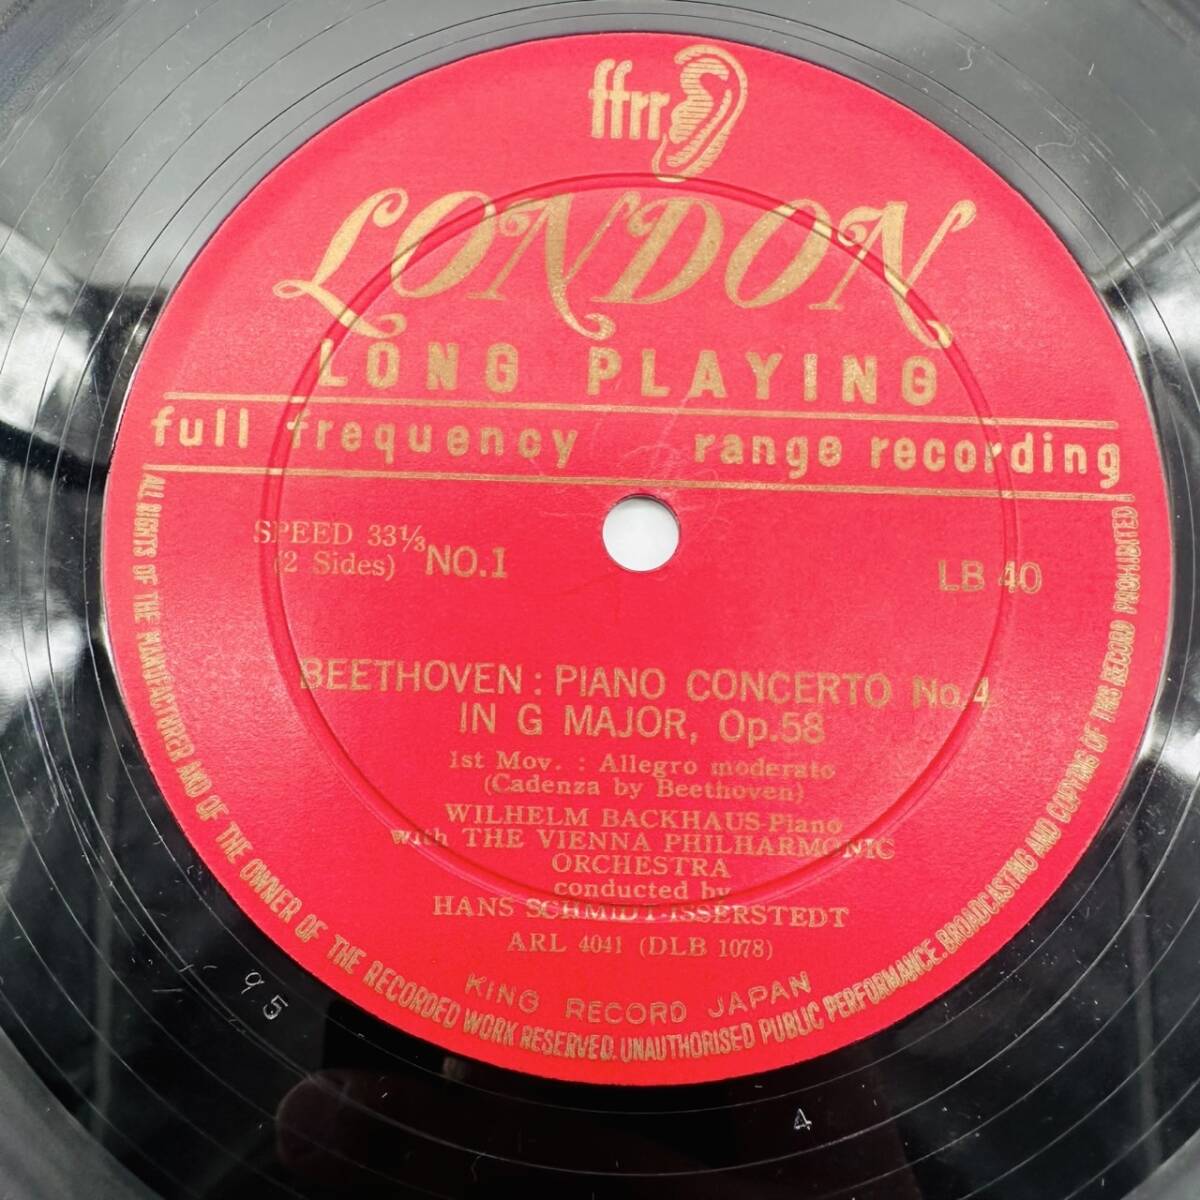 ffrr
LONDON
LONG PLAYING
full frequency range recording
SPEED 33⅓
(2 Sides) NO.1
LB 40
BEETHOVEN : PIANO CONCERTO No.4
IN G MAJOR, Op.58
1st Mov. : Allegro moderato
(Cadenza by Beethoven)
WILHELM BACKHAUS-Piano
with THE VIENNA PHILHARMONIC
ORCHESTRA
conducted by
HANS SCHMIDT-ISSERSTEDT
ARL 4041 (DLB 1078)
KING RECORD JAPAN
ALL RIGHTS OF THE MANUFACTURER AND OF THE OWNER OF THE RECORDED WORK RESERVED. UNAUTHORISED PUBLIC PERFORMANCE. BROADCASTING AND COPYING OF THIS RECORD PROHIBITED
95
4